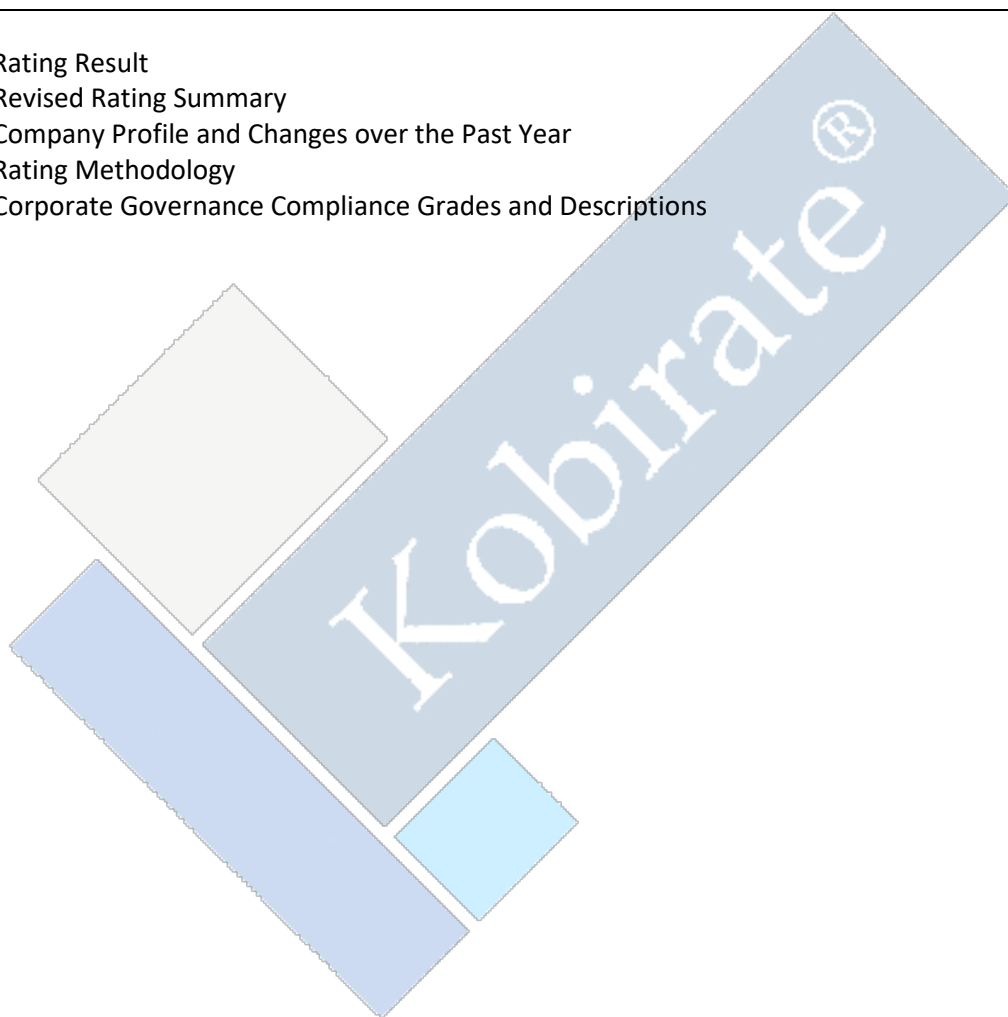 Rating Result
Revised Rating Summary
Company Profile and Changes over the Past Year
Rating Methodology
Corporate Governance Compliance Grades and Descriptions
Kobirate ®